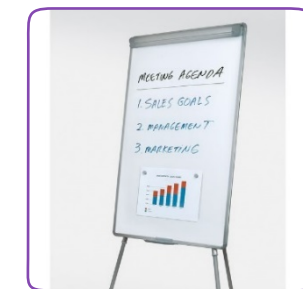 MEETING AGENDA
1. SALES GOALS
2. MANAGEMENT
3. MARKETING